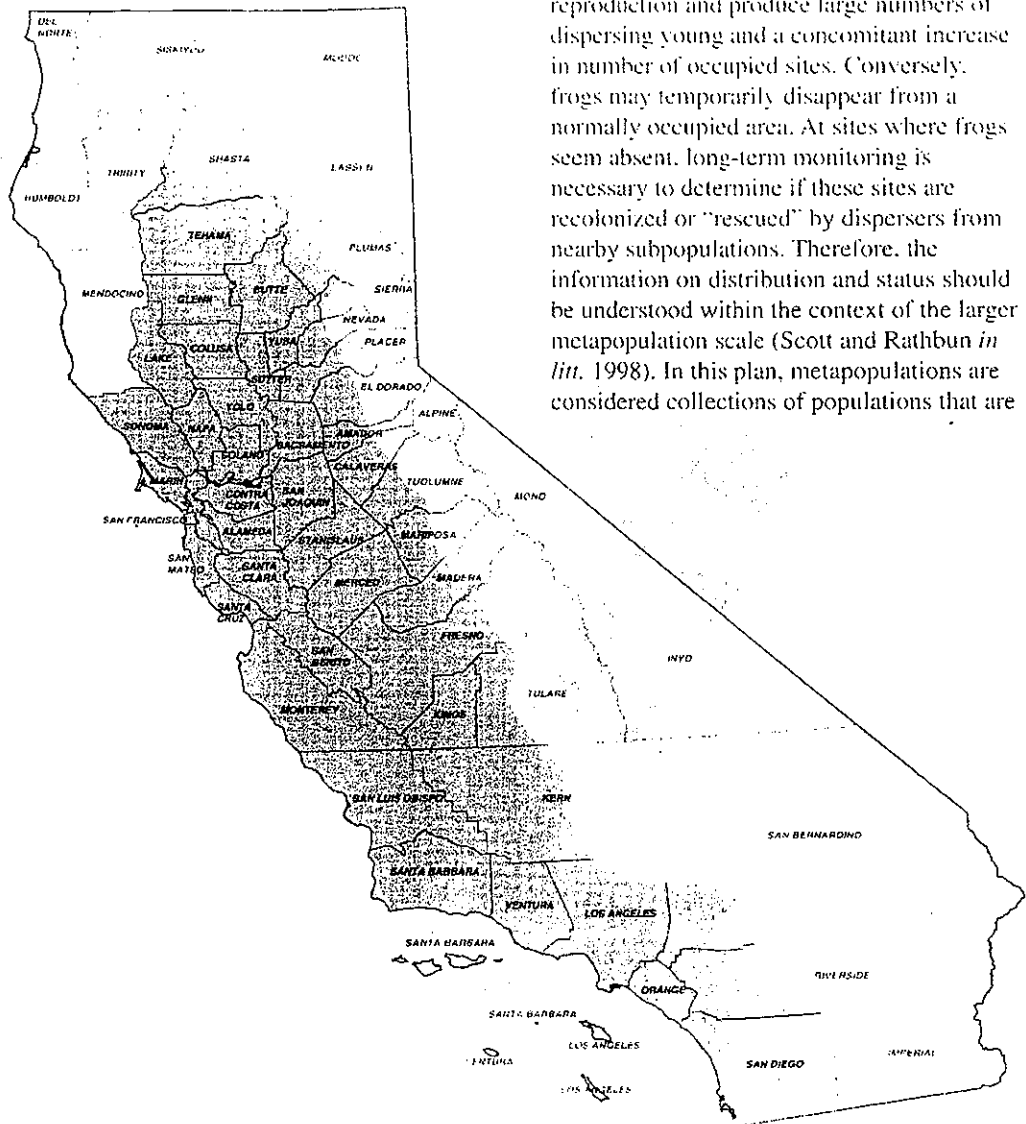 reproduction and produce large numbers of
dispersing young and a concomitant increase
in number of occupied sites. Conversely,
frogs may temporarily disappear from a
normally occupied area. At sites where frogs
seem absent, long-term monitoring is
necessary to determine if these sites are
recolonized or "rescued" by dispersers from
nearby subpopulations. Therefore, the
information on distribution and status should
be understood within the context of the larger
metapopulation scale (Scott and Rathbun in
litt. 1998). In this plan, metapopulations are
considered collections of populations that are
DEL
NORTE
SISKIYOU
MODOC
HUMBOLDT
TRINITY
SHASTA
LASSEN
TEHAMA
PLUMAS
MENDOCINO
GLENN
BUTTE
SIERRA
NEVADA
PLACER
LAKE
COLUSA
YUBA
SUTTER
EL DORADO
ALPINE
SONOMA
NAPA
YOLO
SACRAMENTO
AMADOR
SOLANO
CALAVERAS
TUOLUMNE
MONO
MARIN
CONTRA
COSTA
SAN
JOAQUIN
SAN FRANCISCO
ALAMEDA
STANISLAUS
MARIPOSA
SAN
MATEO
SANTA
CLARA
MERCED
MADERA
SANTA
CRUZ
FRESNO
SAN
BENITO
INYO
TULARE
MONTEREY
KINGS
SAN LUIS OBISPO
KERN
SAN BERNARDINO
SANTA BARBARA
VENTURA
LOS ANGELES
SANTA BARBARA
ORANGE
RIVERSIDE
SANTA BARBARA
LOS ANGELES
VENTURA
LOS ANGELES
SAN DIEGO
IMPERIAL